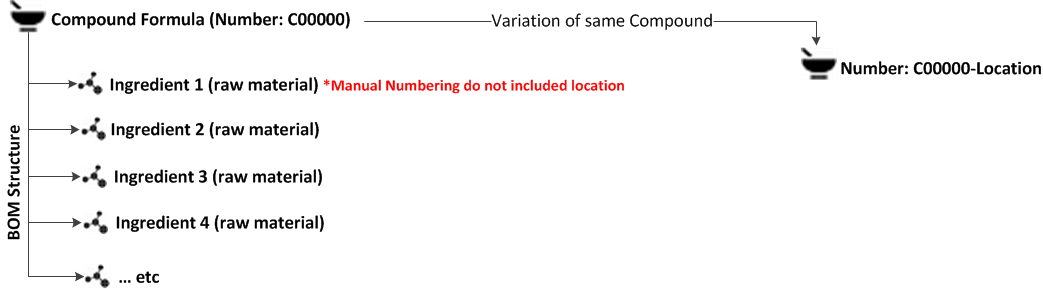 Compound Formula (Number: C00000)
Variation of same Compound
Number: C00000-Location
Ingredient 1 (raw material) *Manual Numbering do not included location
Ingredient 2 (raw material)
Ingredient 3 (raw material)
Ingredient 4 (raw material)
... etc
BOM Structure